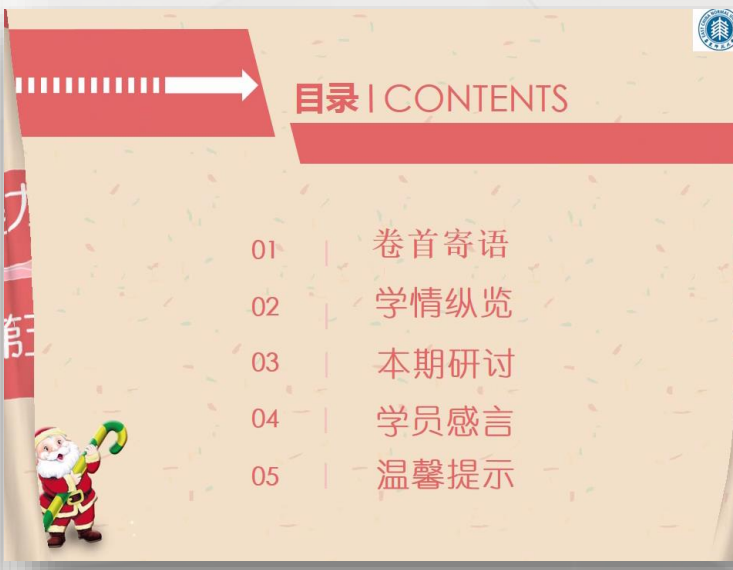 目录 | CONTENTS
01 | 卷首寄语
02 | 学情纵览
03 | 本期研讨
04 | 学员感言
05 | 温馨提示